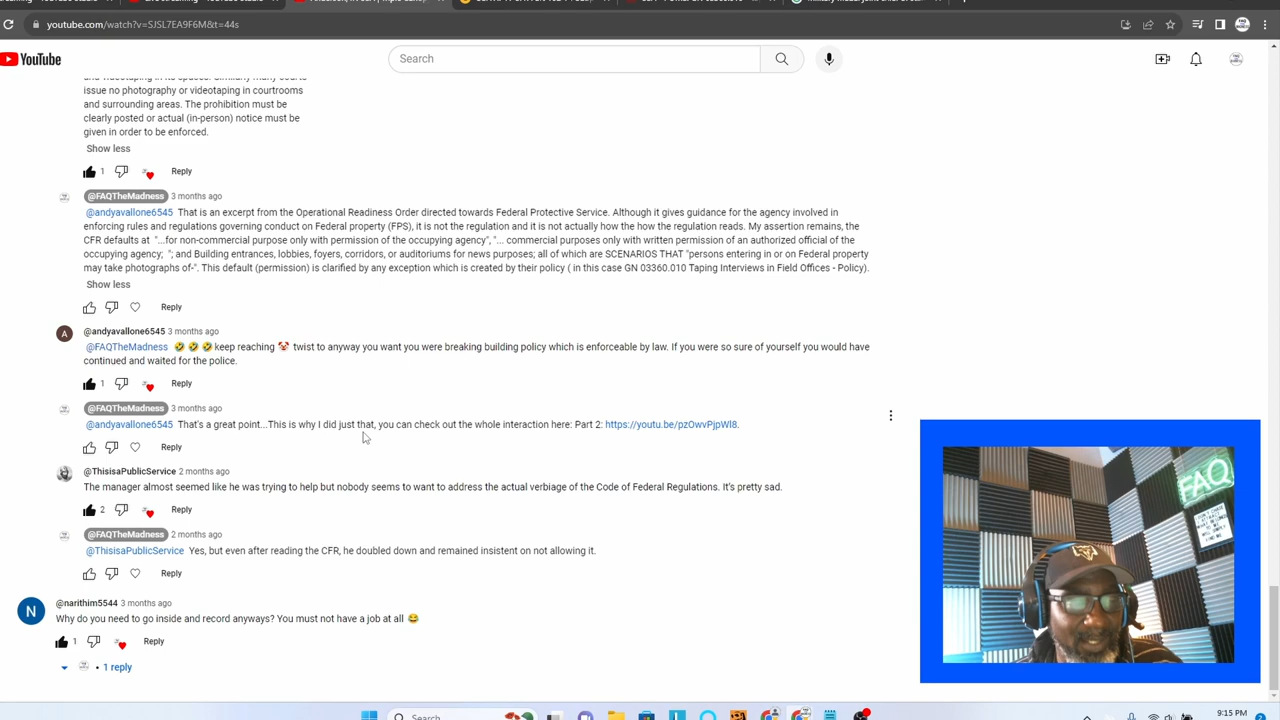 youtube.com/watch?v=SJSL7EA9F6M&t=44s
YouTube
Search
issue no photography or videotaping in courtrooms
and surrounding areas. The prohibition must be
clearly posted or actual (in-person) notice must be
given in order to be enforced.
Show less
1
Reply
@FAQTheMadness 3 months ago
@andyavallone6545 That is an excerpt from the Operational Readiness Order directed towards Federal Protective Service. Although it gives guidance for the agency involved in
enforcing rules and regulations governing conduct on Federal property (FPS), it is not the regulation and it is not actually how the how the regulation reads. My assertion remains, the
CFR defaults at "...for non-commercial purpose only with permission of the occupying agency", "... commercial purposes only with written permission of an authorized official of the
occupying agency; "; and Building entrances, lobbies, foyers, corridors, or auditoriums for news purposes; all of which are SCENARIOS THAT "persons entering in or on Federal property
may take photographs of-". This default (permission) is clarified by any exception which is created by their policy ( in this case GN 03360.010 Taping Interviews in Field Offices - Policy).
Show less
Reply
A
@andyavallone6545 3 months ago
@FAQTheMadness 🤣 🤣 🤣 keep reaching 🤡 twist to anyway you want you were breaking building policy which is enforceable by law. If you were so sure of yourself you would have
continued and waited for the police.
1
Reply
@FAQTheMadness 3 months ago
@andyavallone6545 That's a great point...This is why I did just that, you can check out the whole interaction here: Part 2: https://youtu.be/pzOwvPjpWl8.
Reply
@ThisisaPublicService 2 months ago
The manager almost seemed like he was trying to help but nobody seems to want to address the actual verbiage of the Code of Federal Regulations. It's pretty sad.
2
Reply
@FAQTheMadness 2 months ago
@ThisisaPublicService Yes, but even after reading the CFR, he doubled down and remained insistent on not allowing it.
Reply
N
@narithim5544 3 months ago
Why do you need to go inside and record anyways? You must not have a job at all 😂
1
Reply
1 reply
FAQ
Search
9:15 PM